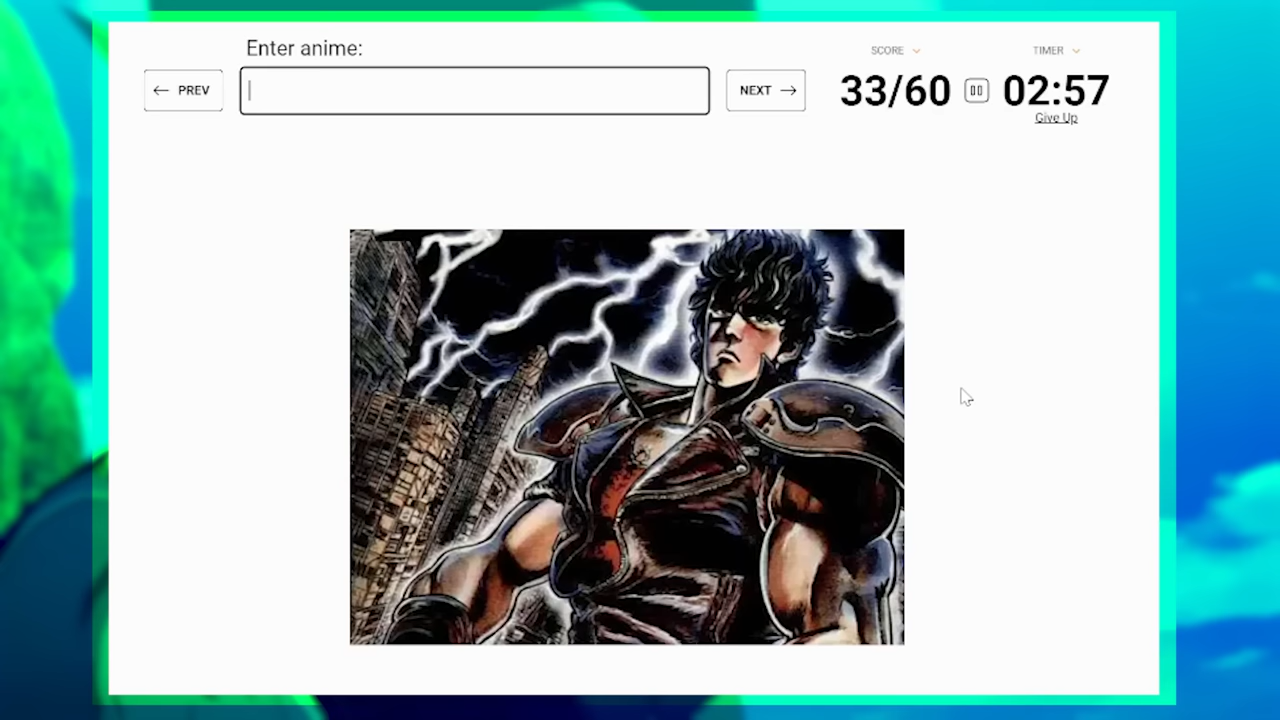 Enter anime:
← PREV
NEXT →
SCORE
33/60
TIMER
02:57
Give Up